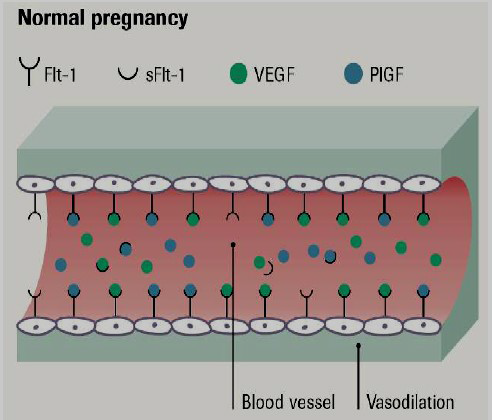 Normal pregnancy
Flt-1 sFlt-1 VEGF PlGF
Blood vessel Vasodilation